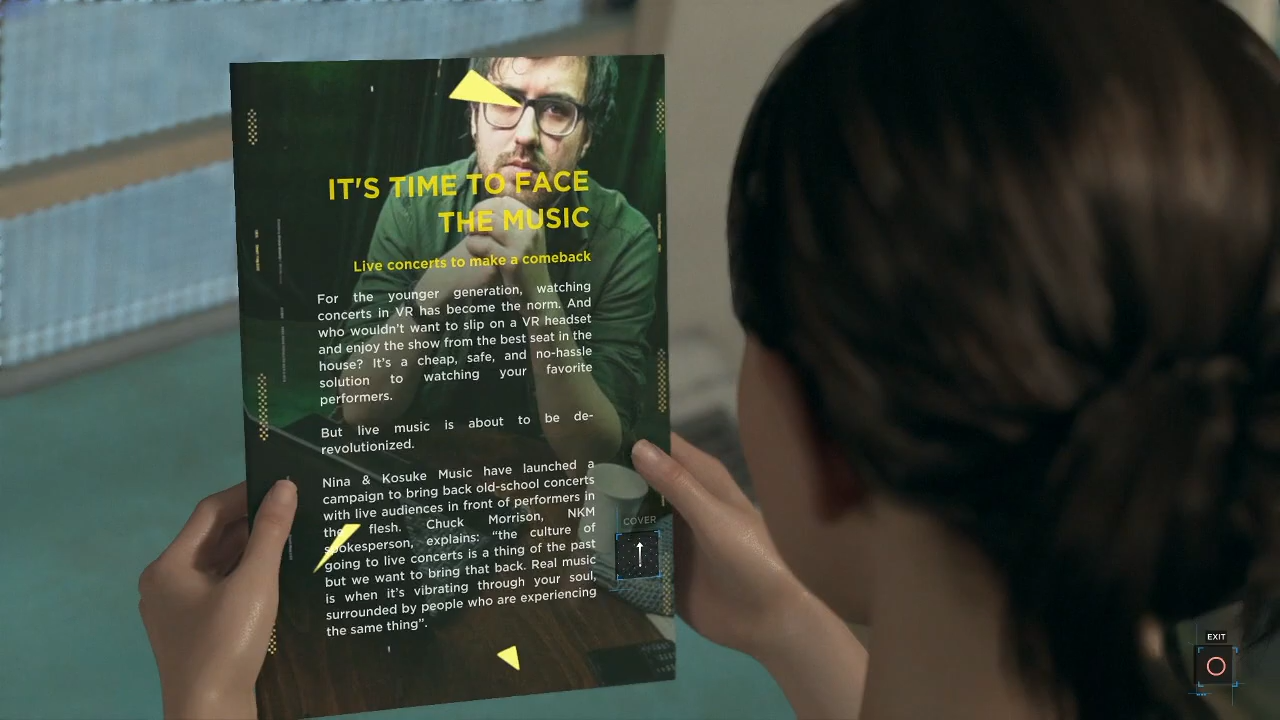 IT'S TIME TO FACE
THE MUSIC
Live concerts to make a comeback
For the younger generation, watching
concerts in VR has become the norm. And
who wouldn't want to slip on a VR headset
and enjoy the show from the best seat in the
house? It's a cheap, safe, and no-hassle
solution to watching your favorite
performers.
But live music is about to be de-
revolutionized.
Nina & Kosuke Music have launched a
campaign to bring back old-school concerts
with live audiences in front of performers in
the flesh. Chuck Morrison, NKM
spokesperson, explains: “the culture of
going to live concerts is a thing of the past
but we want to bring that back. Real music
is when it's vibrating through your soul,
surrounded by people who are experiencing
the same thing”.
COVER
EXIT